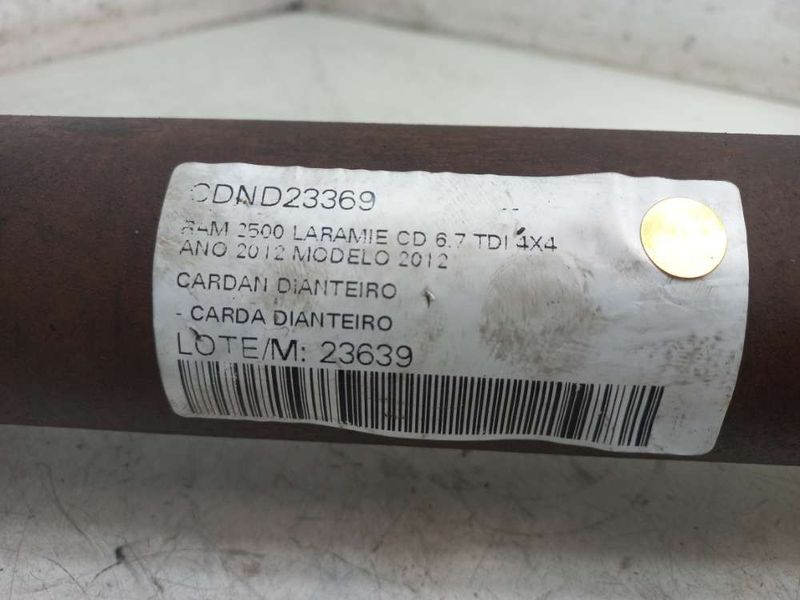 CDND23369
RAM 2500 LARAMIE CD 6.7 TDI 4X4
ANO 2012 MODELO 2012
CARDAN DIANTEIRO
- CARDA DIANTEIRO
LOTE/M: 23639